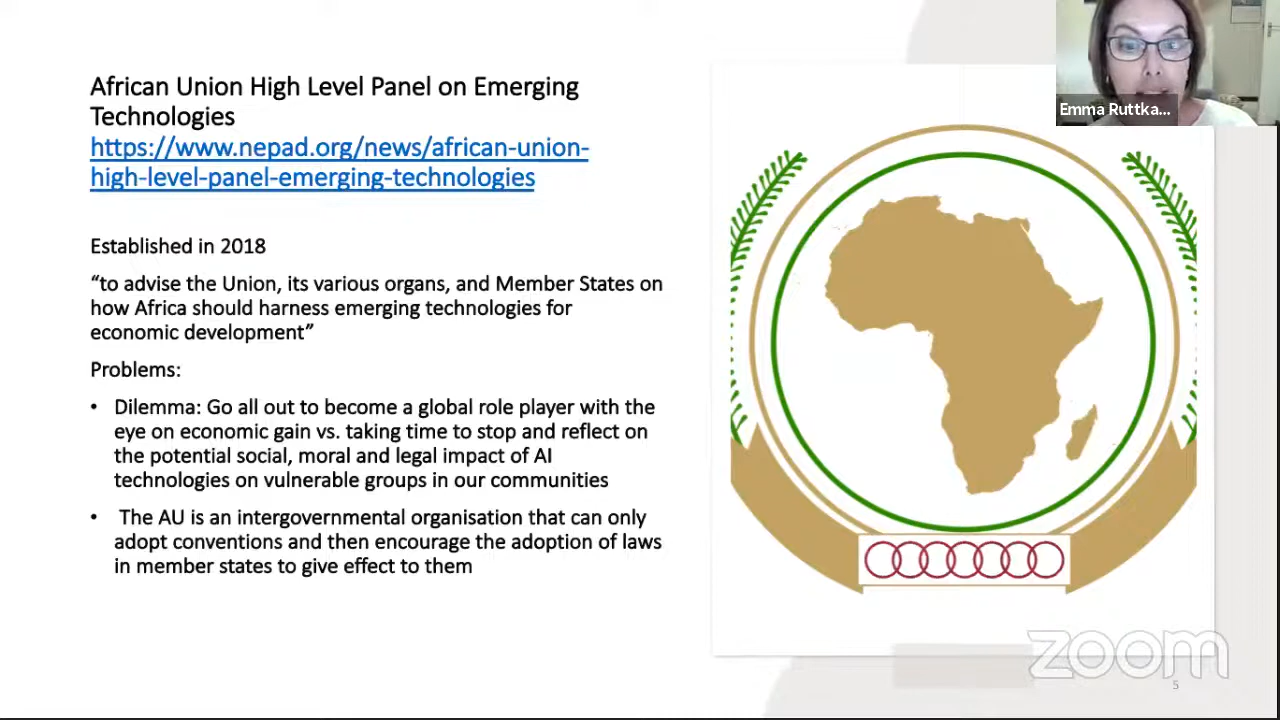 African Union High Level Panel on Emerging
Technologies
https://www.nepad.org/news/african-union-
high-level-panel-emerging-technologies
Established in 2018
“to advise the Union, its various organs, and Member States on
how Africa should harness emerging technologies for
economic development”
Problems:
• Dilemma: Go all out to become a global role player with the
eye on economic gain vs. taking time to stop and reflect on
the potential social, moral and legal impact of AI
technologies on vulnerable groups in our communities
• The AU is an intergovernmental organisation that can only
adopt conventions and then encourage the adoption of laws
in member states to give effect to them
Emma Ruttka...
zoom
5